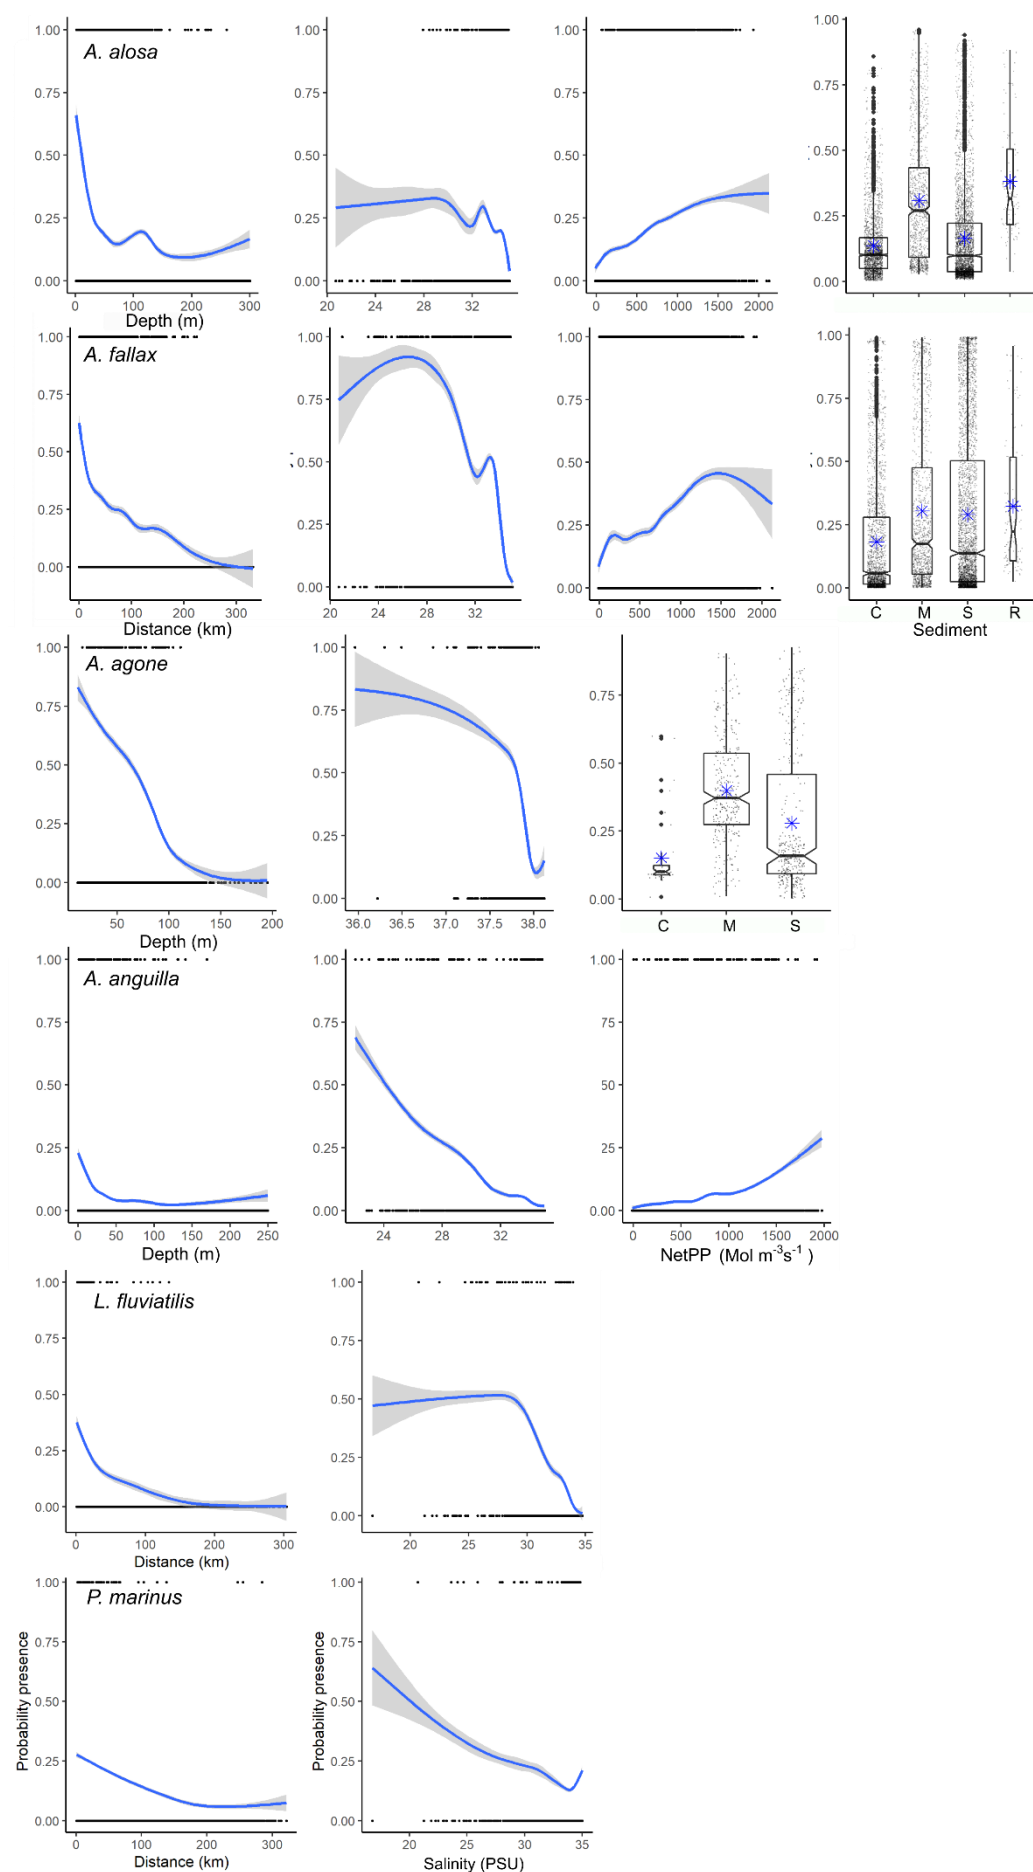 A. alosa
1.00
0.75
0.50
0.25
0.00
0 100 200 300
Depth (m)
1.00
0.75
0.50
0.25
0.00
20 24 28 32
1.00
0.75
0.50
0.25
0.00
0 500 1000 1500 2000
1.00
0.75
0.50
0.25
0.00
A. fallax
1.00
0.75
0.50
0.25
0.00
0 100 200 300
Distance (km)
1.00
0.75
0.50
0.25
0.00
20 24 28 32
1.00
0.75
0.50
0.25
0.00
0 500 1000 1500 2000
1.00
0.75
0.50
0.25
0.00
C M S R
Sediment
A. agone
1.00
0.75
0.50
0.25
0.00
50 100 150 200
Depth (m)
1.00
0.75
0.50
0.25
0.00
36.0 36.5 37.0 37.5 38.0
0.75
0.50
0.25
0.00
C M S
A. anguilla
1.00
0.75
0.50
0.25
0.00
0 50 100 150 200 250
Depth (m)
1.00
0.75
0.50
0.25
0.00
24 28 32
1.00
75
50
25
0.00
0 500 1000 1500 2000
NetPP (Mol m⁻³s⁻¹ )
L. fluviatilis
1.00
0.75
0.50
0.25
0.00
0 100 200 300
Distance (km)
1.00
0.75
0.50
0.25
0.00
20 25 30 35
P. marinus
Probability presence
1.00
0.75
0.50
0.25
0.00
0 100 200 300
Distance (km)
Probability presence
1.00
0.75
0.50
0.25
0.00
20 25 30 35
Salinity (PSU)